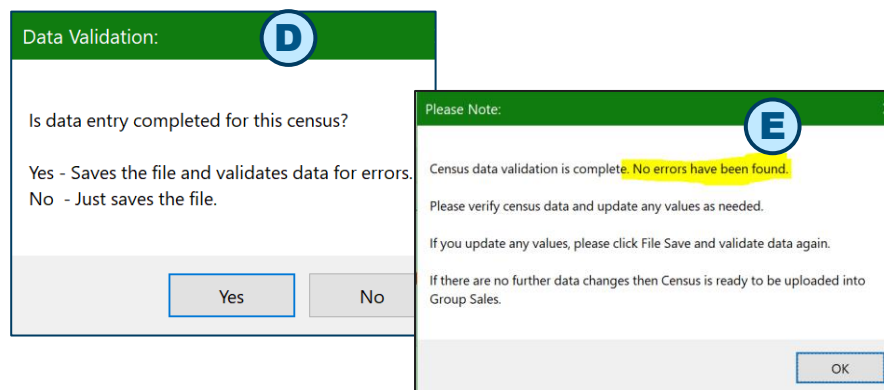 Data Validation:
D
Is data entry completed for this census?
Yes - Saves the file and validates data for errors.
No - Just saves the file.
Yes
No
Please Note:
E
Census data validation is complete. No errors have been found.
Please verify census data and update any values as needed.
If you update any values, please click File Save and validate data again.
If there are no further data changes then Census is ready to be uploaded into
Group Sales.
OK